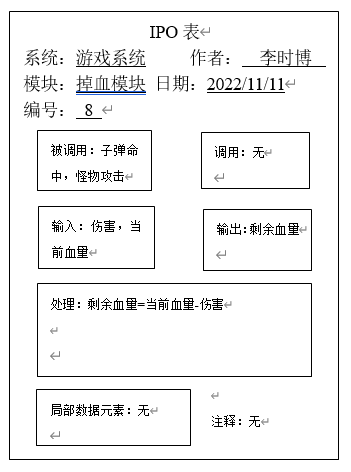 IPO 表
系统：游戏系统 作者： 李时博
模块：掉血模块 日期：2022/11/11
编号： 8
被调用：子弹命
中，怪物攻击
调用：无
输入：伤害，当
前血量
输出:剩余血量
处理：剩余血量=当前血量-伤害
局部数据元素：无
注释：无